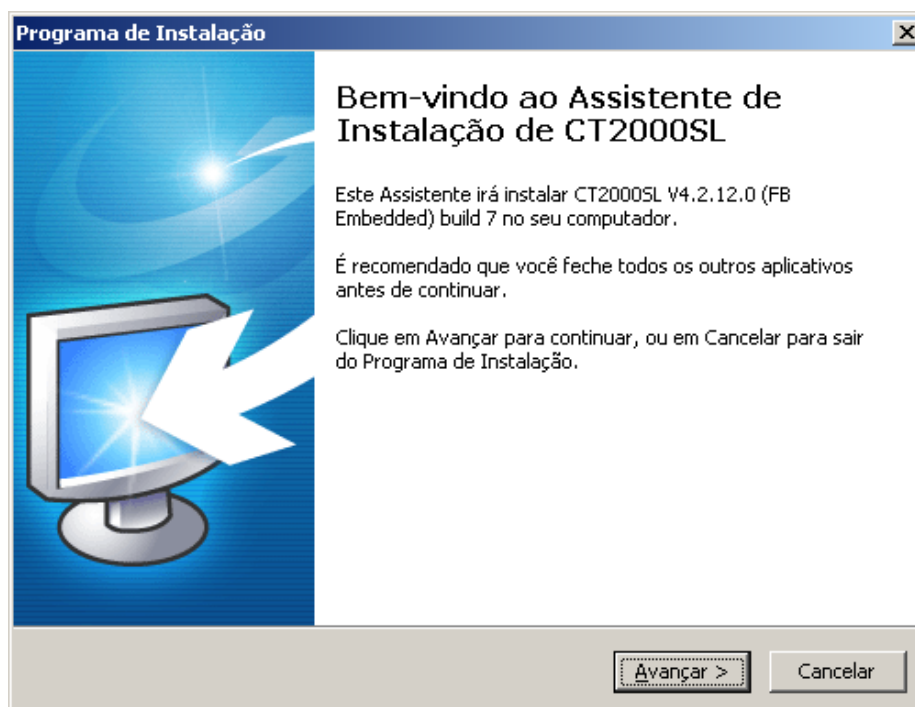 Programa de Instalação
Bem-vindo ao Assistente de
Instalação de CT2000SL
Este Assistente irá instalar CT2000SL V4.2.12.0 (FB
Embedded) build 7 no seu computador.
É recomendado que você feche todos os outros aplicativos
antes de continuar.
Clique em Avançar para continuar, ou em Cancelar para sair
do Programa de Instalação.
Avançar >
Cancelar